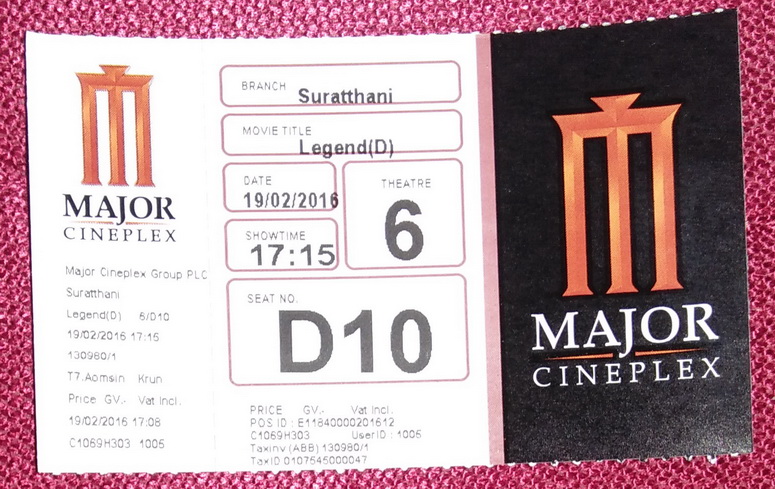 MAJOR
CINEPLEX
Major Cineplex Group PLC
Suratthani
Legend(D) 6/D10
19/02/2016 17:15
130980/1
T7.Aomsin Krun
Price GV.- Vat Incl.
19/02/2016 17:08
C1069H303 1005
BRANCH
Suratthani
MOVIE TITLE
Legend(D)
DATE
19/02/2016
SHOWTIME
17:15
THEATRE
6
SEAT NO.
D10
PRICE GV.- Vat Incl.
POS ID : E11840000201612
C1069H303 UserID : 1005
Taxinv (ABB) 130980/1
TaxID 0107545000047
MAJOR
CINEPLEX